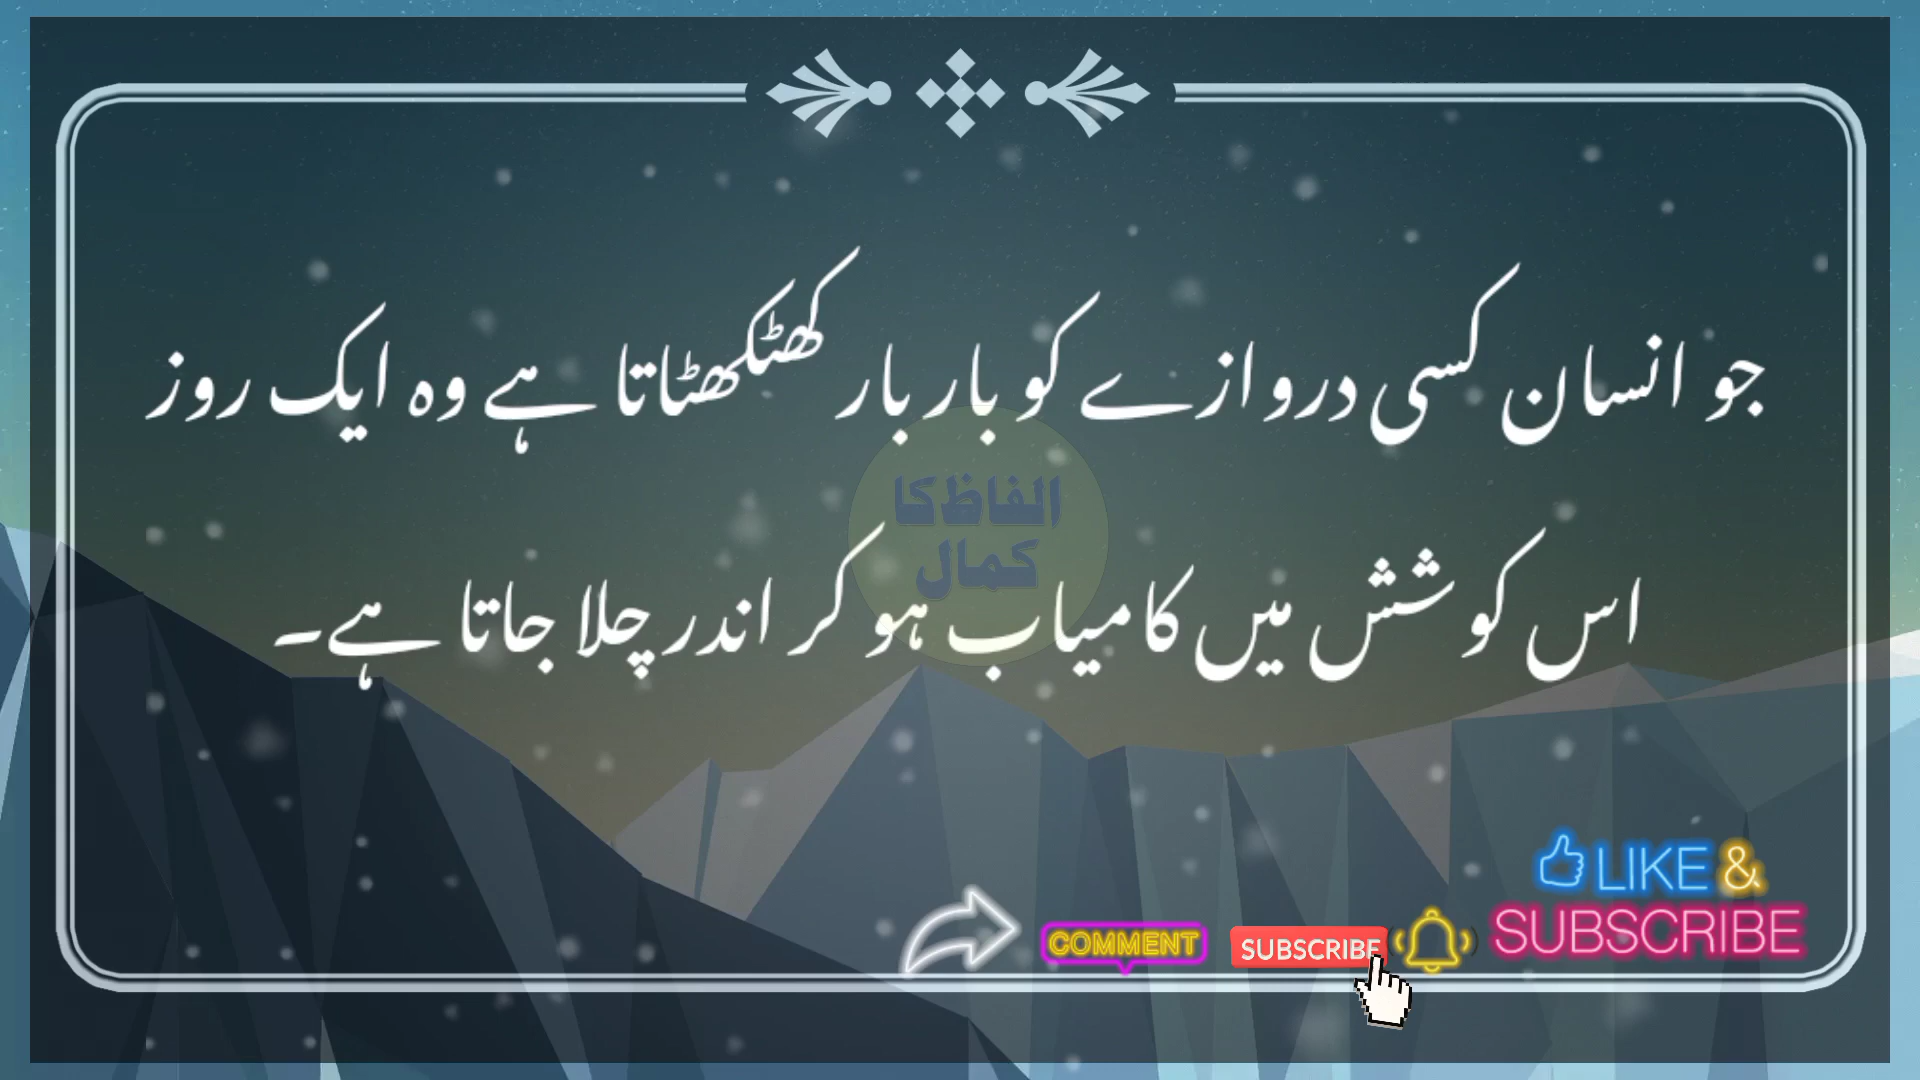 جو انسان کسی دروازے کو بار بار کھٹکھٹاتا ہے وہ ایک روز
الفاظ کا
کمال
اس کوشش میں کامیاب ہو کر اندر چلا جاتا ہے۔
LIKE &
SUBSCRIBE
COMMENT
SUBSCRIBE